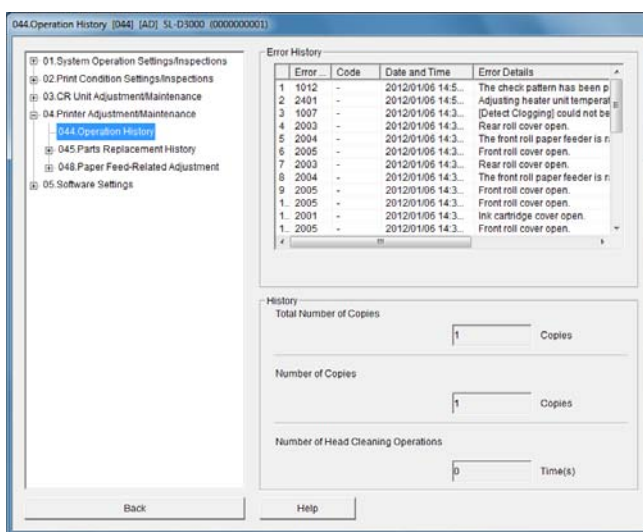 044.Operation History [044] [AD] SL-D3000 (0000000001)
01.System Operation Settings/Inspections
02.Print Condition Settings/Inspections
03.CR Unit Adjustment/Maintenance
04.Printer Adjustment/Maintenance
044.Operation History
045.Parts Replacement History
048.Paper Feed-Related Adjustment
05.Software Settings
Error History
Error ... Code Date and Time Error Details
1 1012 - 2012/01/06 14:5... The check pattern has been p
2 2401 - 2012/01/06 14:5... Adjusting heater unit temperat
3 1007 - 2012/01/06 14:3... [Detect Clogging] could not be
4 2003 - 2012/01/06 14:3... Rear roll cover open.
5 2004 - 2012/01/06 14:3... The front roll paper feeder is r
6 2005 - 2012/01/06 14:3... Front roll cover open.
7 2003 - 2012/01/06 14:3... Rear roll cover open.
8 2004 - 2012/01/06 14:3... The front roll paper feeder is r
9 2005 - 2012/01/06 14:3... Front roll cover open.
1.. 2005 - 2012/01/06 14:3... Front roll cover open.
1.. 2001 - 2012/01/06 14:3... Ink cartridge cover open.
1.. 2005 - 2012/01/06 14:3... Front roll cover open.
History
Total Number of Copies
1 Copies
Number of Copies
1 Copies
Number of Head Cleaning Operations
0 Time(s)
Back Help